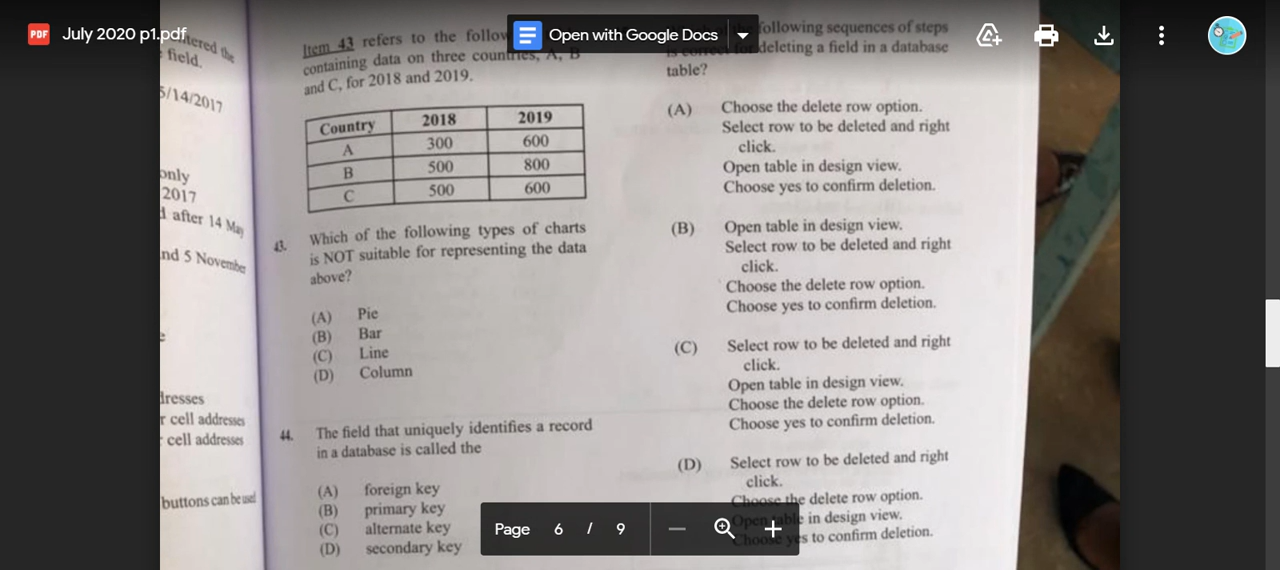 PDF
July 2020 p1.pdf
Open with Google Docs
tered the
field.
5/14/2017
only
2017
after 14 May
nd 5 November
dresses
r cell addresses
cell addresses
buttons can be used
Item 43 refers to the follow
containing data on three countries, A, B
and C, for 2018 and 2019.
Country 2018 2019
A 300 600
B 500 800
C 500 600
43. Which of the following types of charts
is NOT suitable for representing the data
above?
(A) Pie
(B) Bar
(C) Line
(D) Column
44. The field that uniquely identifies a record
in a database is called the
(A) foreign key
(B) primary key
(C) alternate key
(D) secondary key
following sequences of steps
is correct for deleting a field in a database
table?
(A) Choose the delete row option.
Select row to be deleted and right
click.
Open table in design view.
Choose yes to confirm deletion.
(B) Open table in design view.
Select row to be deleted and right
click.
Choose the delete row option.
Choose yes to confirm deletion.
(C) Select row to be deleted and right
click.
Open table in design view.
Choose the delete row option.
Choose yes to confirm deletion.
(D) Select row to be deleted and right
click.
Choose the delete row option.
Open table in design view.
Choose yes to confirm deletion.
Page 6 / 9